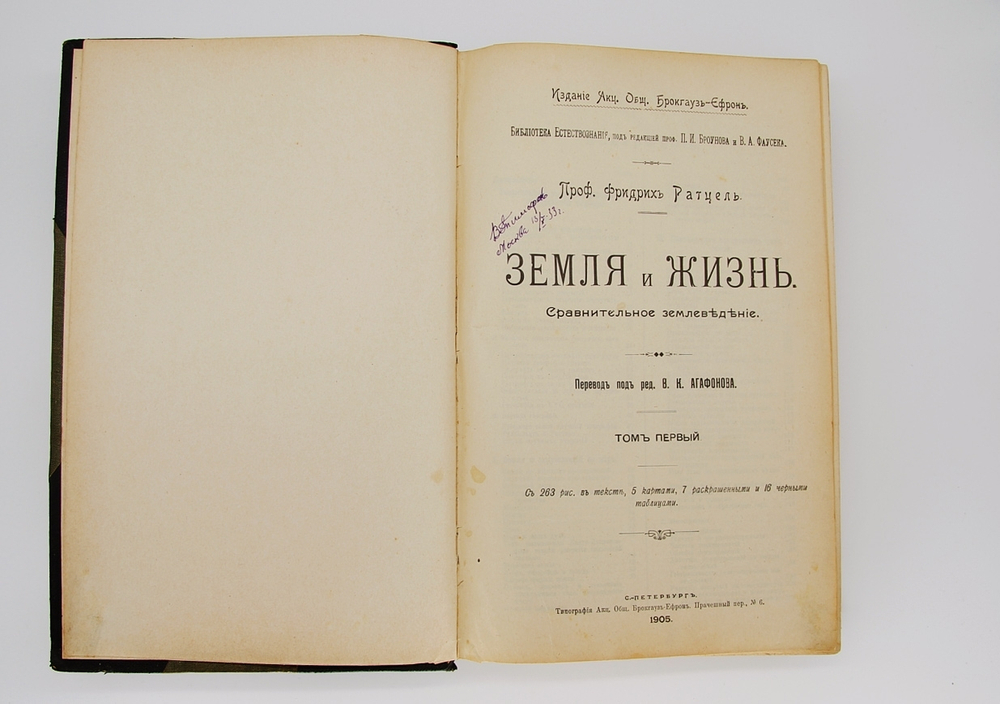 Изданіе Акц. Общ. Брокгаузъ-Ефронъ.
Библіотека Естествознанія, подъ редакціей проф. П. И. Броунова и В. А. Фаусека.
Проф. Фридрихъ Ратцель.
Москва
ЗЕМЛЯ и ЖИЗНЬ.
Сравнительное землевѣдѣніе.
Переводъ подъ ред. В. К. АГАФОНОВА.
ТОМЪ ПЕРВЫЙ
Съ 263 рис. въ текстѣ, 5 картами, 7 раскрашенными и 16 черными
таблицами.
С.-ПЕТЕРБУРГЪ.
Типографія Акц. Общ. Брокгаузъ-Ефронъ. Прачешный пер., № 6.
1905.